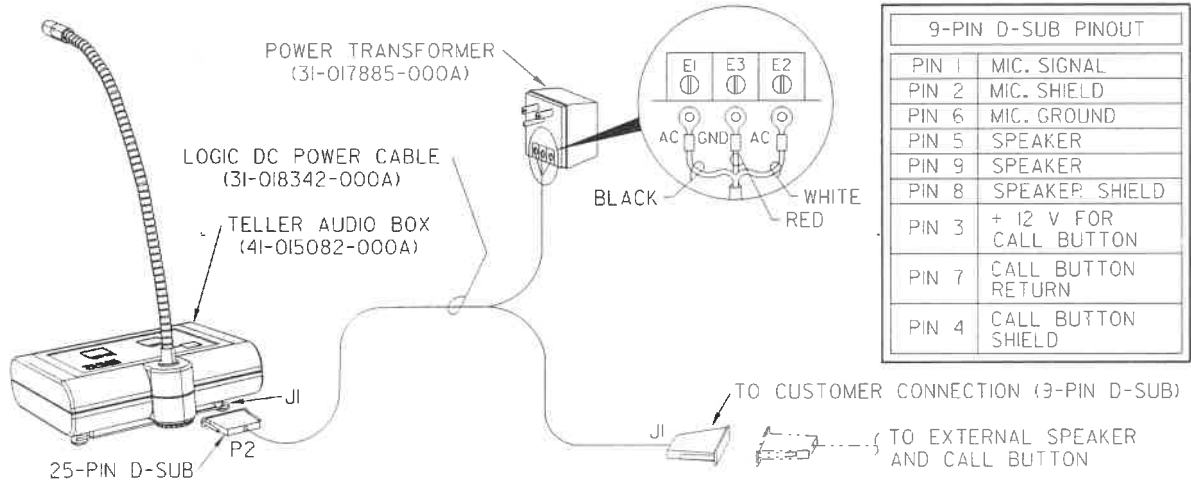 POWER TRANSFORMER
(31-017885-000A)
LOGIC DC POWER CABLE
(31-018342-000A)
TELLER AUDIO BOX
(41-015082-000A)
E1 E3 E2
AC GND AC
BLACK
WHITE
RED
J1
P2
25-PIN D-SUB
J1
TO CUSTOMER CONNECTION (9-PIN D-SUB)
TO EXTERNAL SPEAKER
AND CALL BUTTON
9-PIN D-SUB PINOUT
PIN 1 MIC. SIGNAL
PIN 2 MIC. SHIELD
PIN 6 MIC. GROUND
PIN 5 SPEAKER
PIN 9 SPEAKER
PIN 8 SPEAKER SHIELD
PIN 3 + 12 V FOR
CALL BUTTON
PIN 7 CALL BUTTON
RETURN
PIN 4 CALL BUTTON
SHIELD